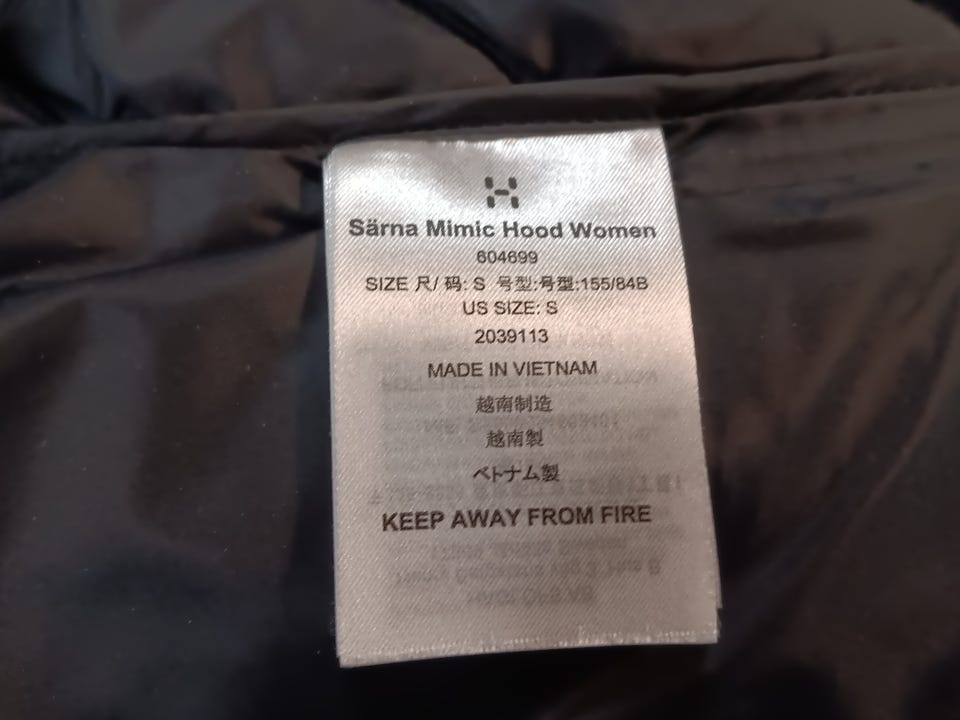 Särna Mimic Hood Women
604699
SIZE 尺/ 码: S 号型:号型:155/84B
US SIZE: S
2039113
MADE IN VIETNAM
越南制造
越南製
ベトナム製
KEEP AWAY FROM FIRE